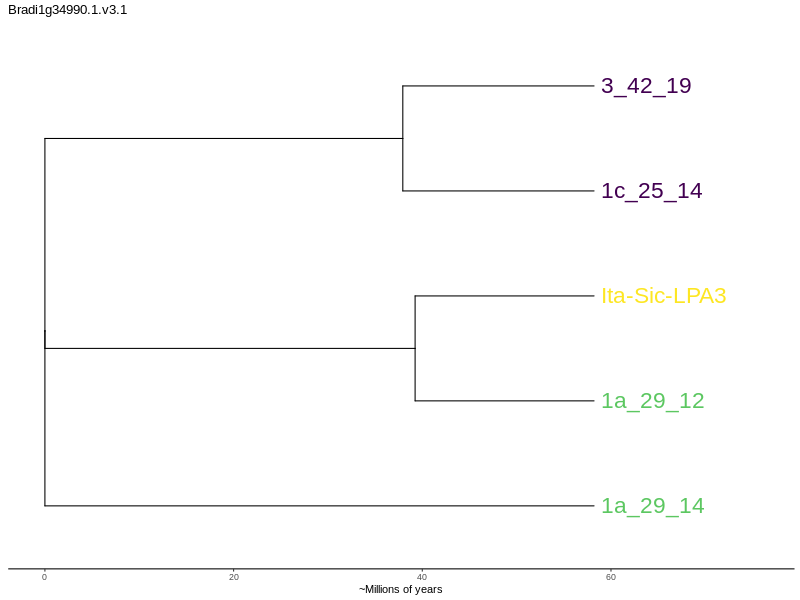 Bradi1g34990.1.v3.1
3_42_19
1c_25_14
Ita-Sic-LPA3
1a_29_12
1a_29_14
0 20 40 60
~Millions of years